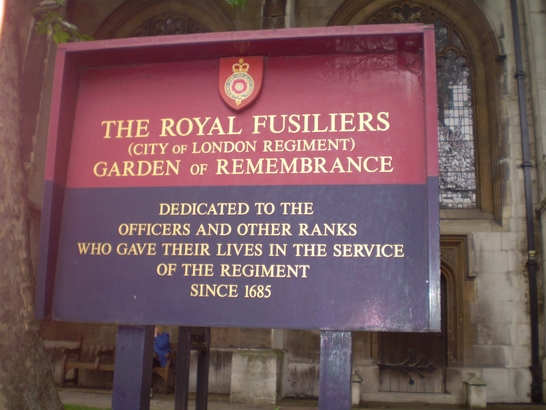 THE ROYAL FUSILIERS
(CITY OF LONDON REGIMENT)
GARDEN OF REMEMBRANCE
DEDICATED TO THE
OFFICERS AND OTHER RANKS
WHO GAVE THEIR LIVES IN THE SERVICE
OF THE REGIMENT
SINCE 1685